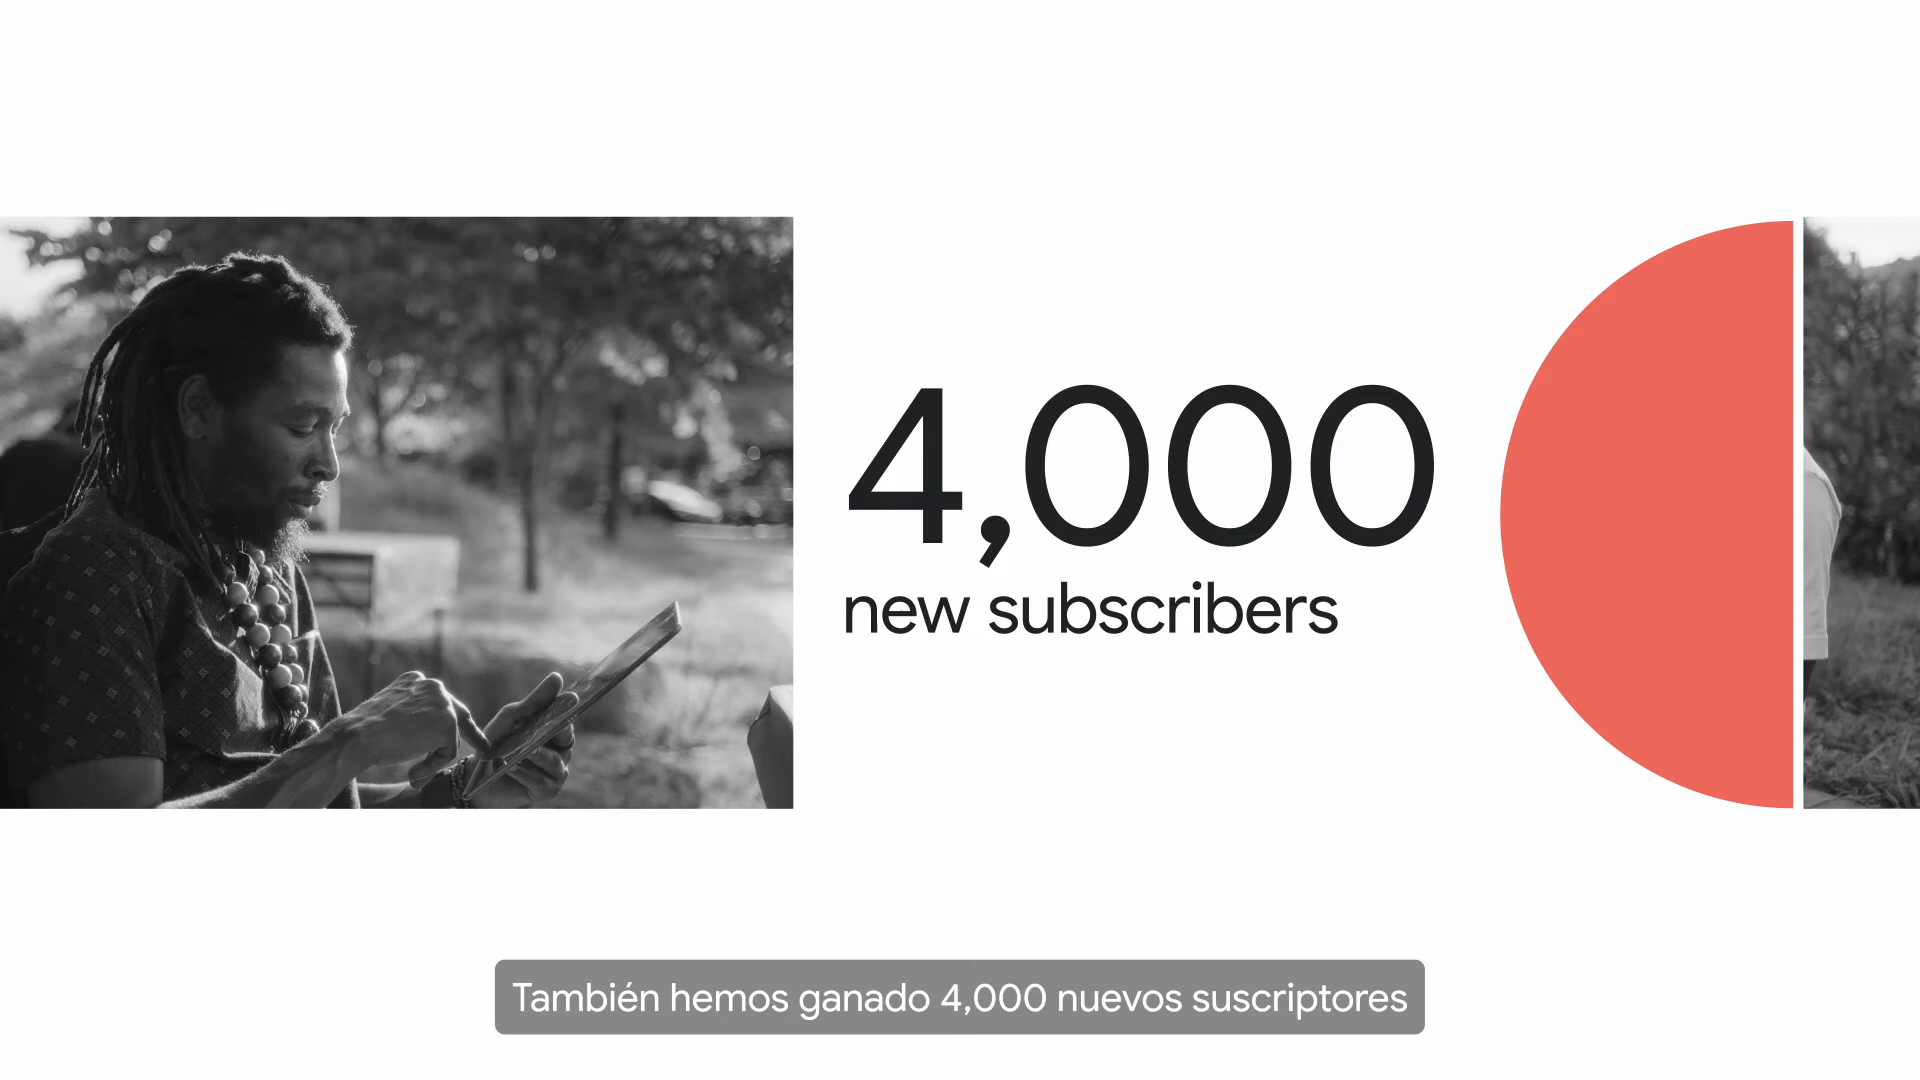 4,000
new subscribers
También hemos ganado 4,000 nuevos suscriptores